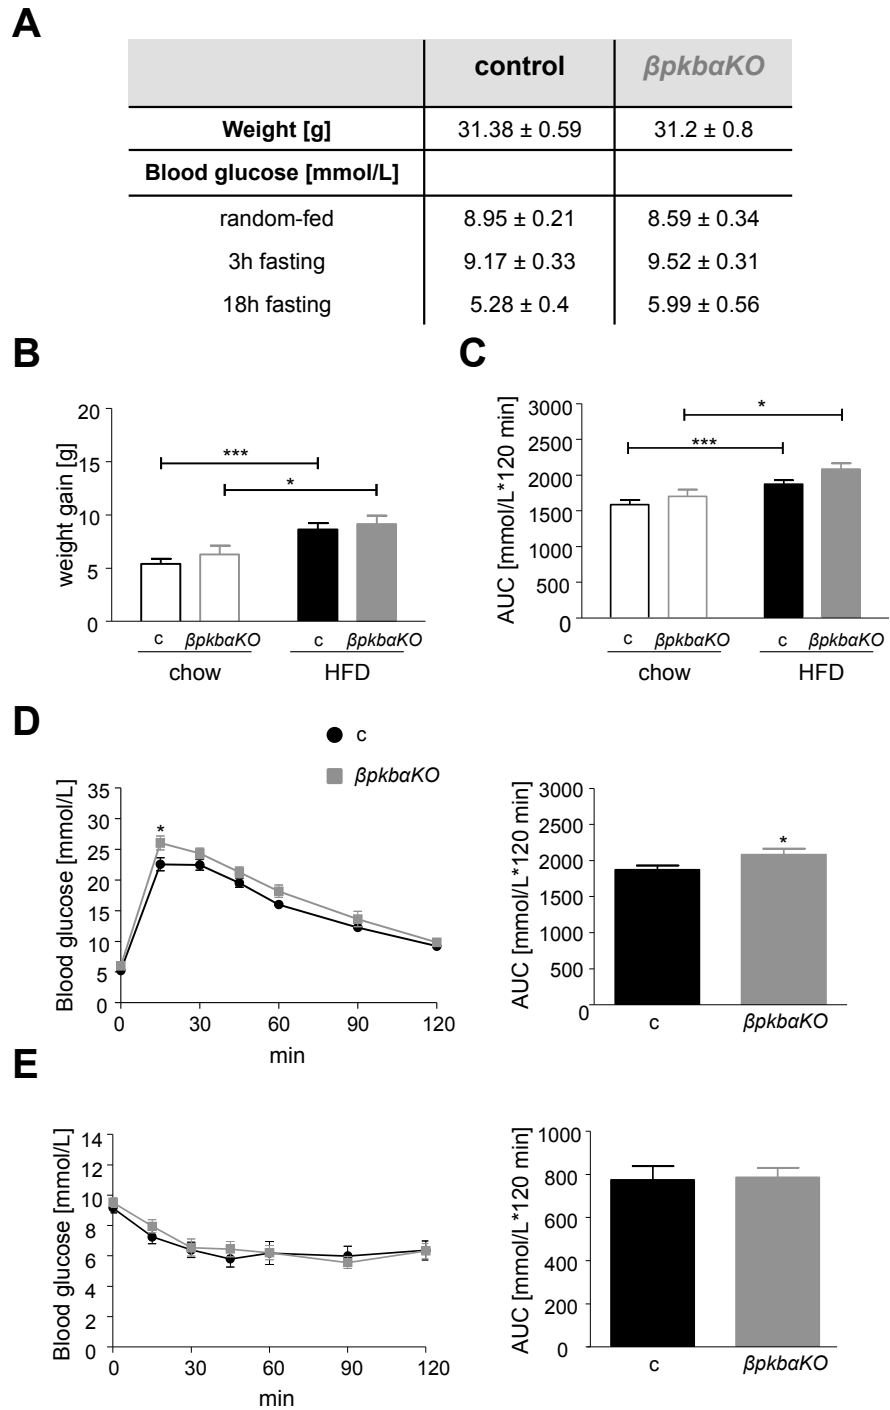 A
control βpkbαKO
Weight [g] 31.38 ± 0.59 31.2 ± 0.8
Blood glucose [mmol/L]
random-fed 8.95 ± 0.21 8.59 ± 0.34
3h fasting 9.17 ± 0.33 9.52 ± 0.31
18h fasting 5.28 ± 0.4 5.99 ± 0.56
B
weight gain [g]
20
15
10
5
0
***
*
c βpkbαKO c βpkbαKO
chow HFD
C
AUC [mmol/L*120 min]
3000
2500
2000
1500
1000
500
0
*
***
c βpkbαKO c βpkbαKO
chow HFD
D
c
βpkbαKO
Blood glucose [mmol/L]
35
30
25
20
15
10
5
0
*
0 30 60 90 120
min
AUC [mmol/L*120 min]
3000
2500
2000
1500
1000
500
0
*
c βpkbαKO
E
Blood glucose [mmol/L]
14
12
10
8
6
4
2
0
0 30 60 90 120
min
AUC [mmol/L*120 min]
1000
800
600
400
200
0
c βpkbαKO